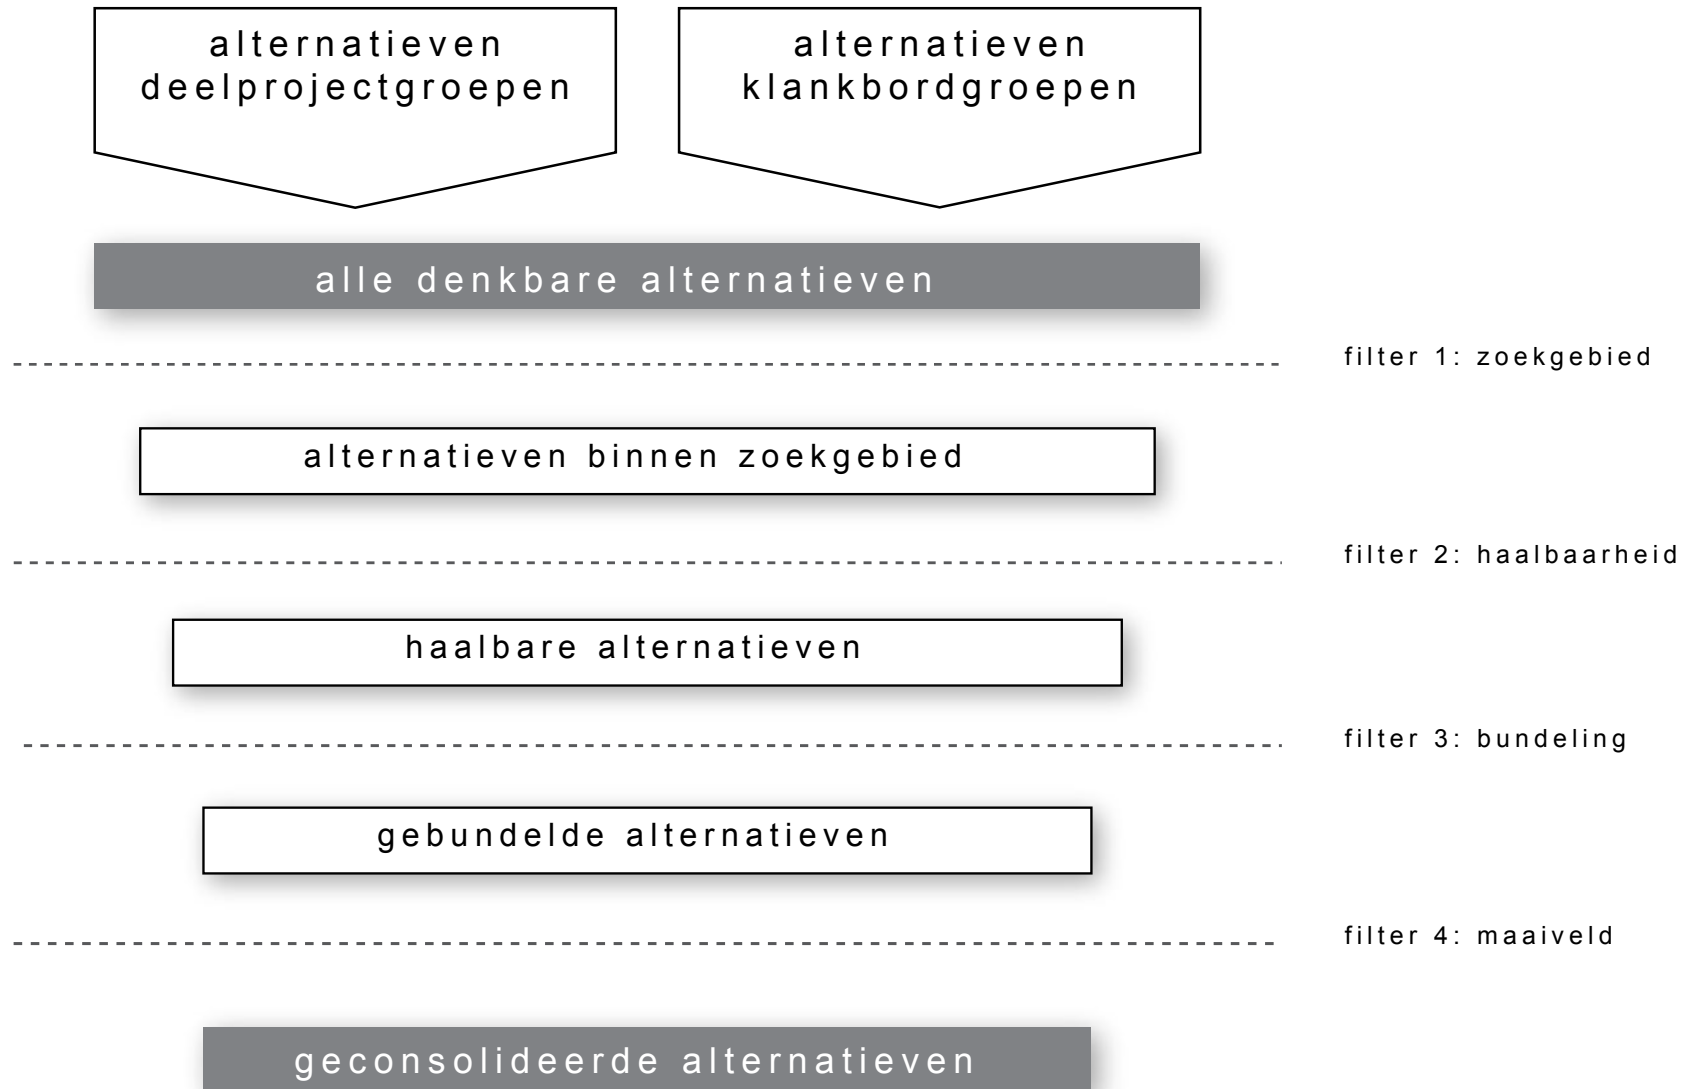 alternatieven
deelprojectgroepen
alternatieven
klankbordgroepen
alle denkbare alternatieven
filter 1: zoekgebied
alternatieven binnen zoekgebied
filter 2: haalbaarheid
haalbare alternatieven
filter 3: bundeling
gebundelde alternatieven
filter 4: maaiveld
geconsolideerde alternatieven